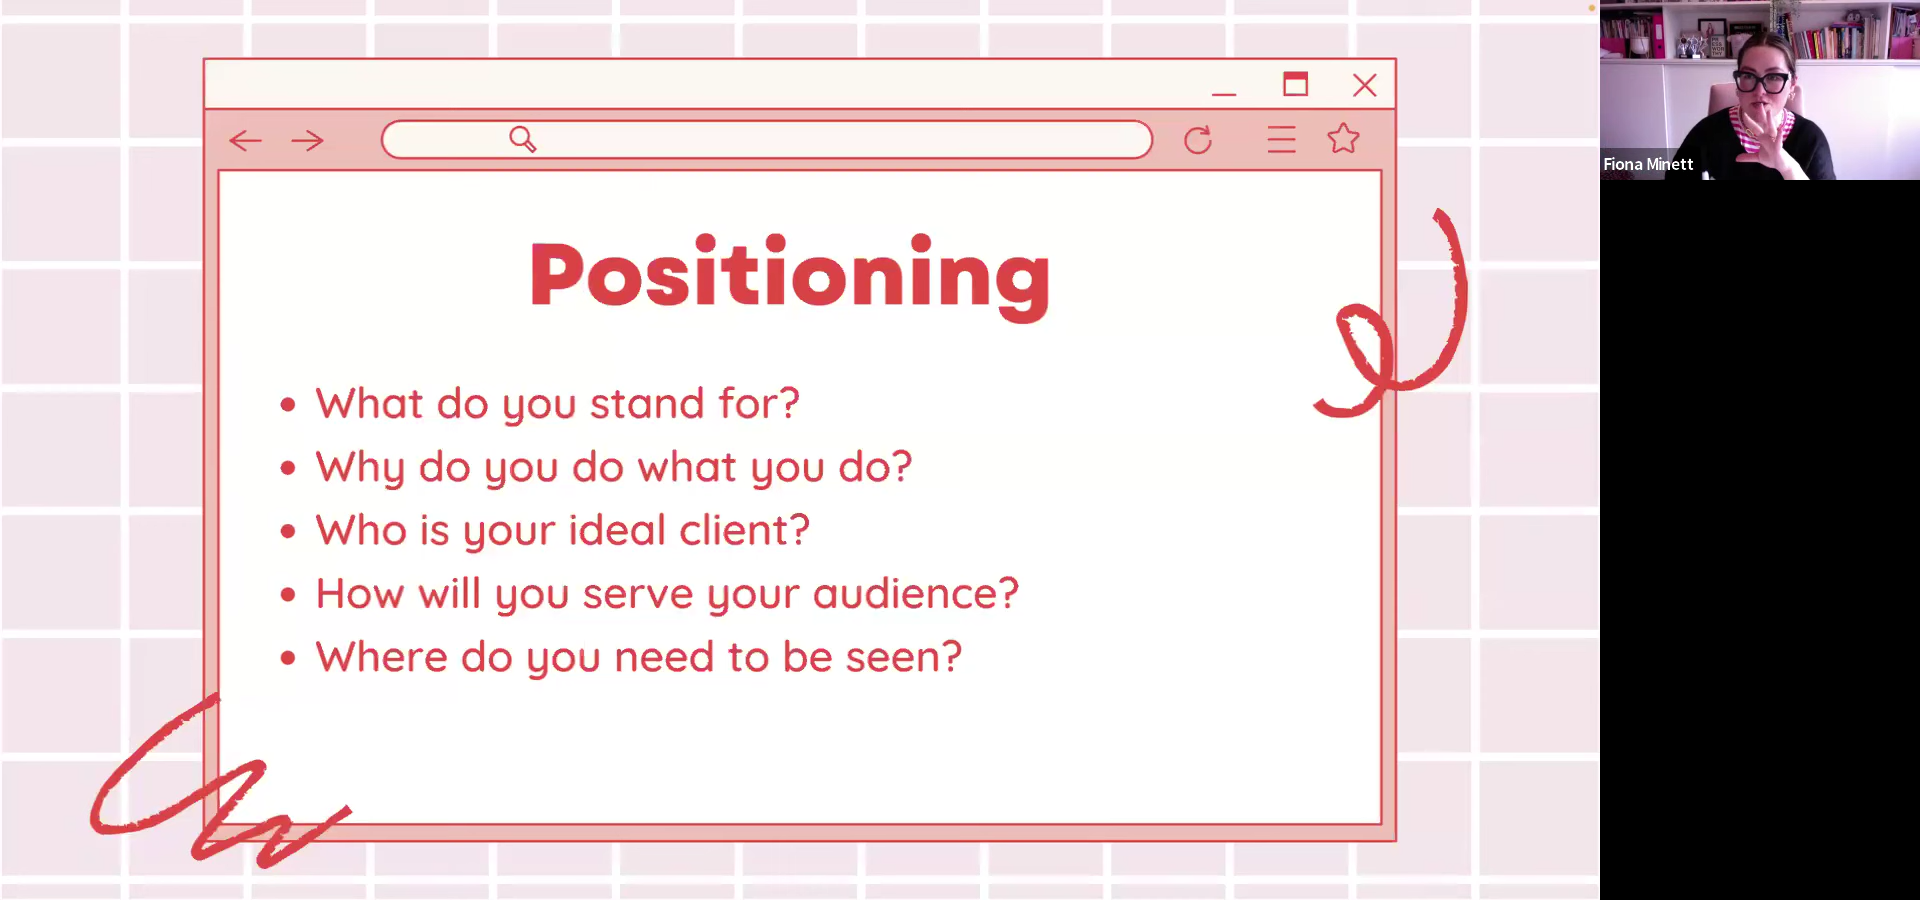 Positioning
• What do you stand for?
• Why do you do what you do?
• Who is your ideal client?
• How will you serve your audience?
• Where do you need to be seen?
Fiona Minett